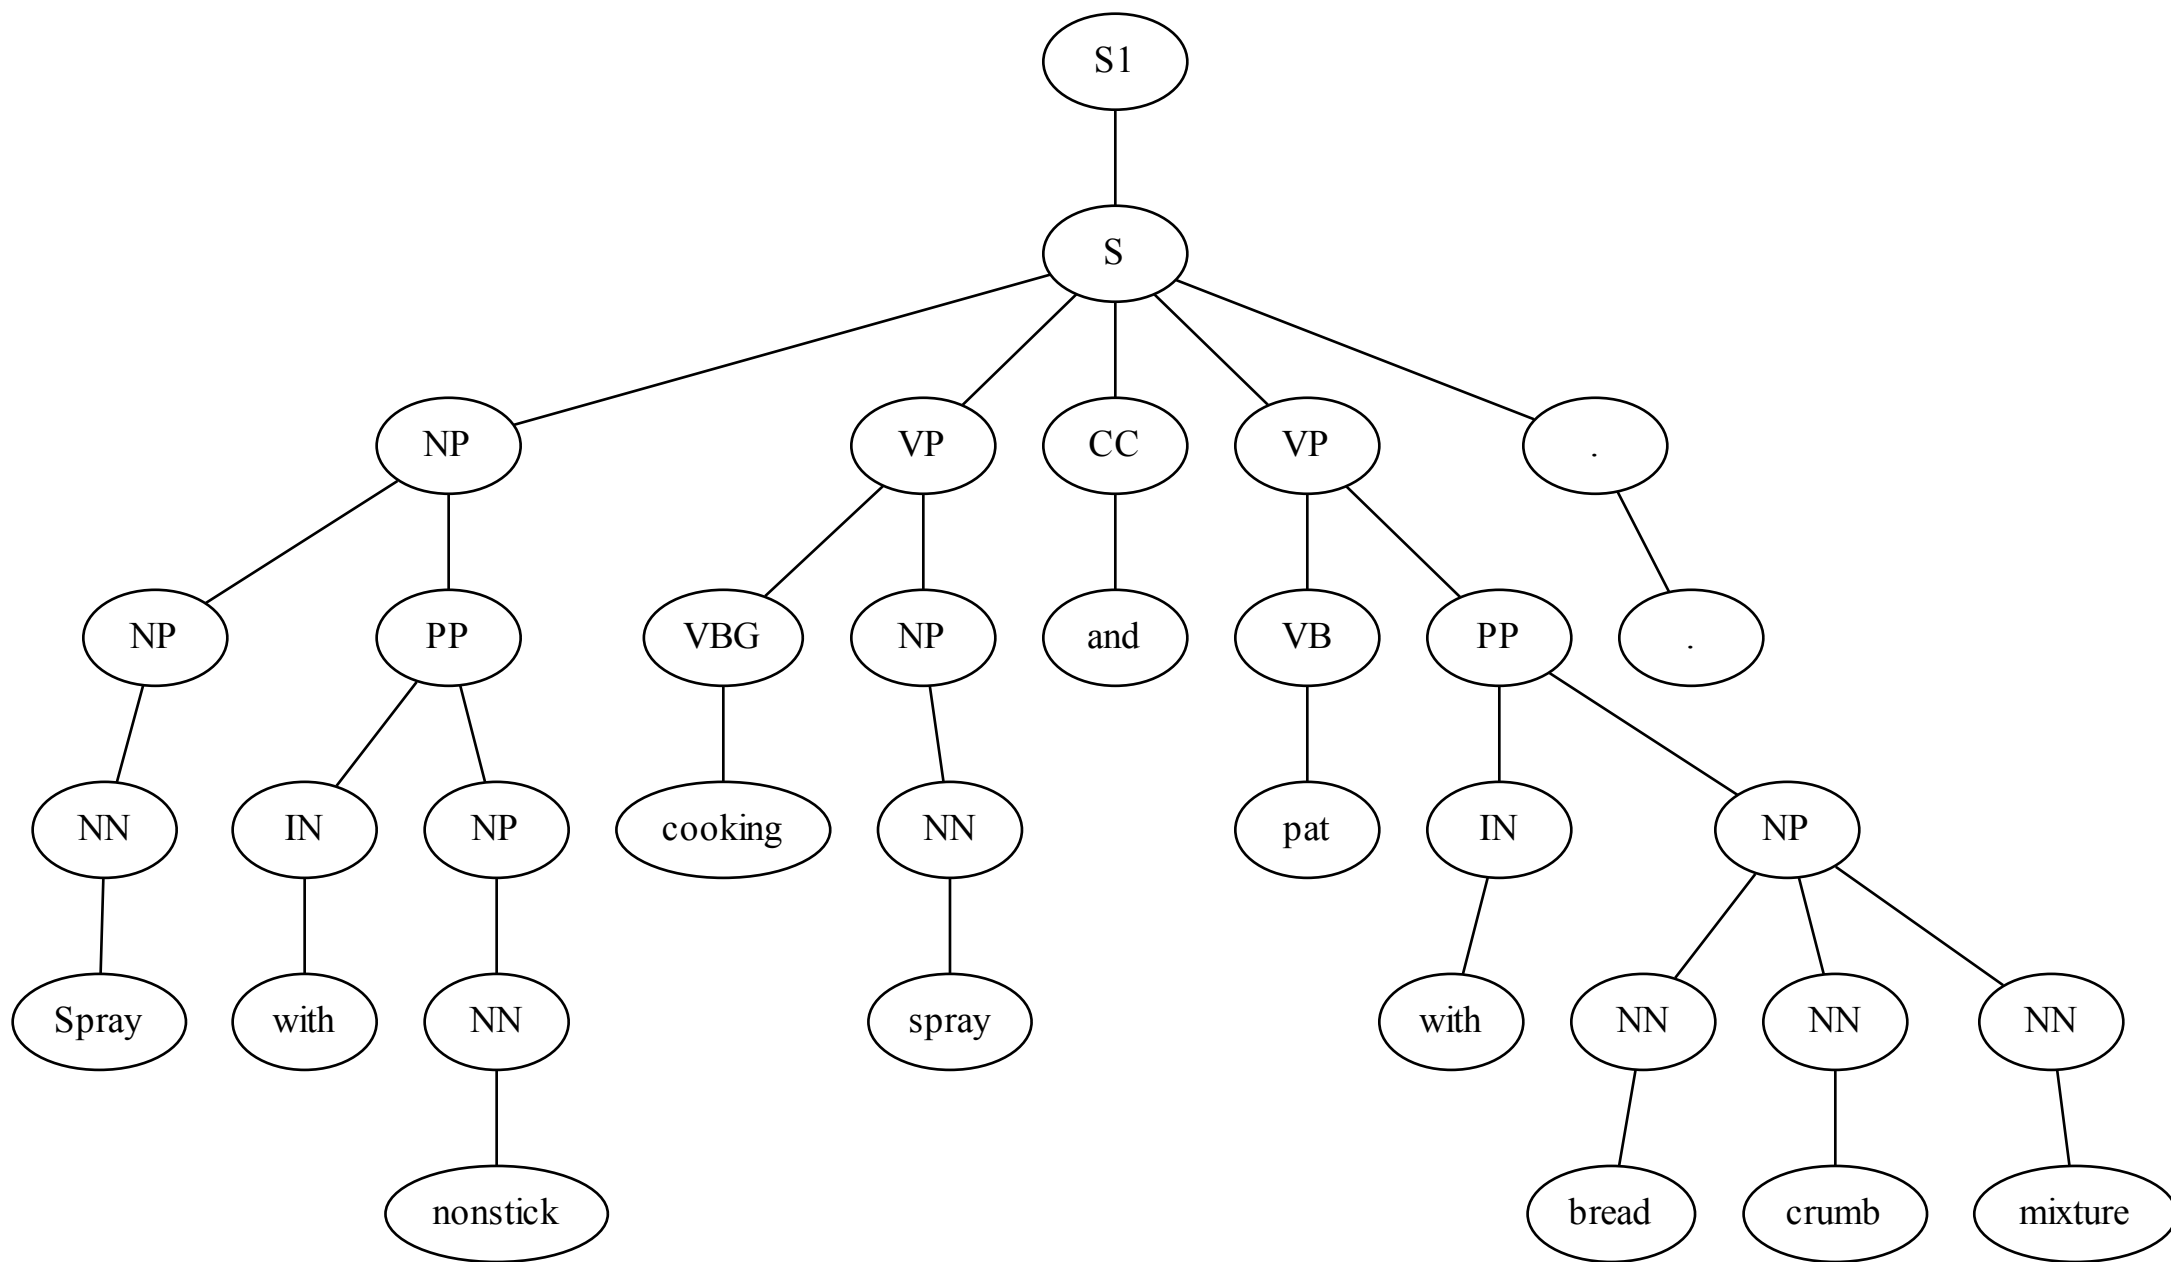 S1
S
NP VP CC VP .
NP PP VBG NP and VB PP .
NN IN NP cooking NN pat IN NP
Spray with NN spray with NN NN NN
nonstick bread crumb mixture